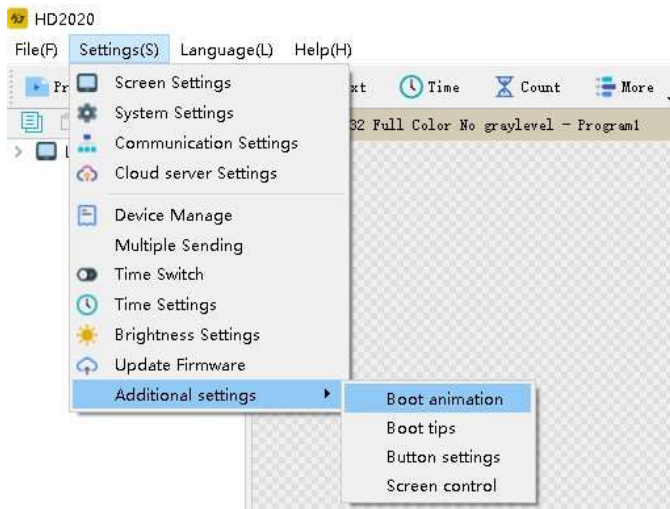 HD2020
File(F) Settings(S) Language(L) Help(H)
Time Count More
32 Full Color No graylevel - Program1
Screen Settings
System Settings
Communication Settings
Cloud server Settings
Device Manage
Multiple Sending
Time Switch
Time Settings
Brightness Settings
Update Firmware
Additional settings
Boot animation
Boot tips
Button settings
Screen control